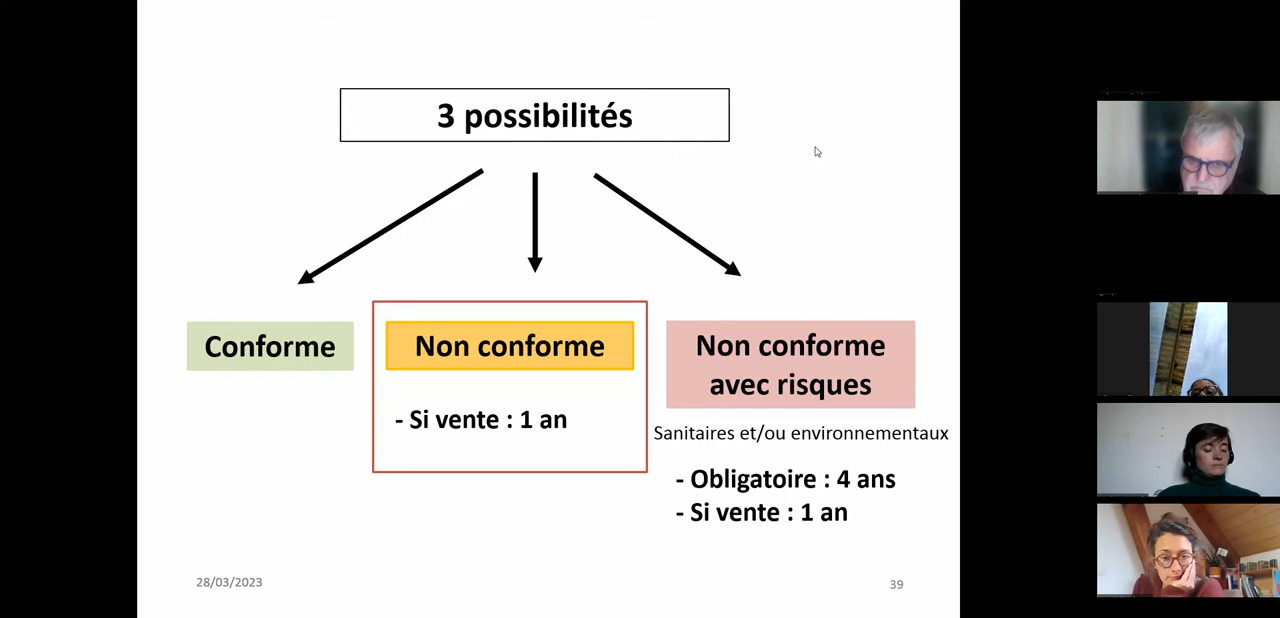 3 possibilités
Conforme
Non conforme
- Si vente : 1 an
Non conforme
avec risques
Sanitaires et/ou environnementaux
- Obligatoire : 4 ans
- Si vente : 1 an
28/03/2023
39